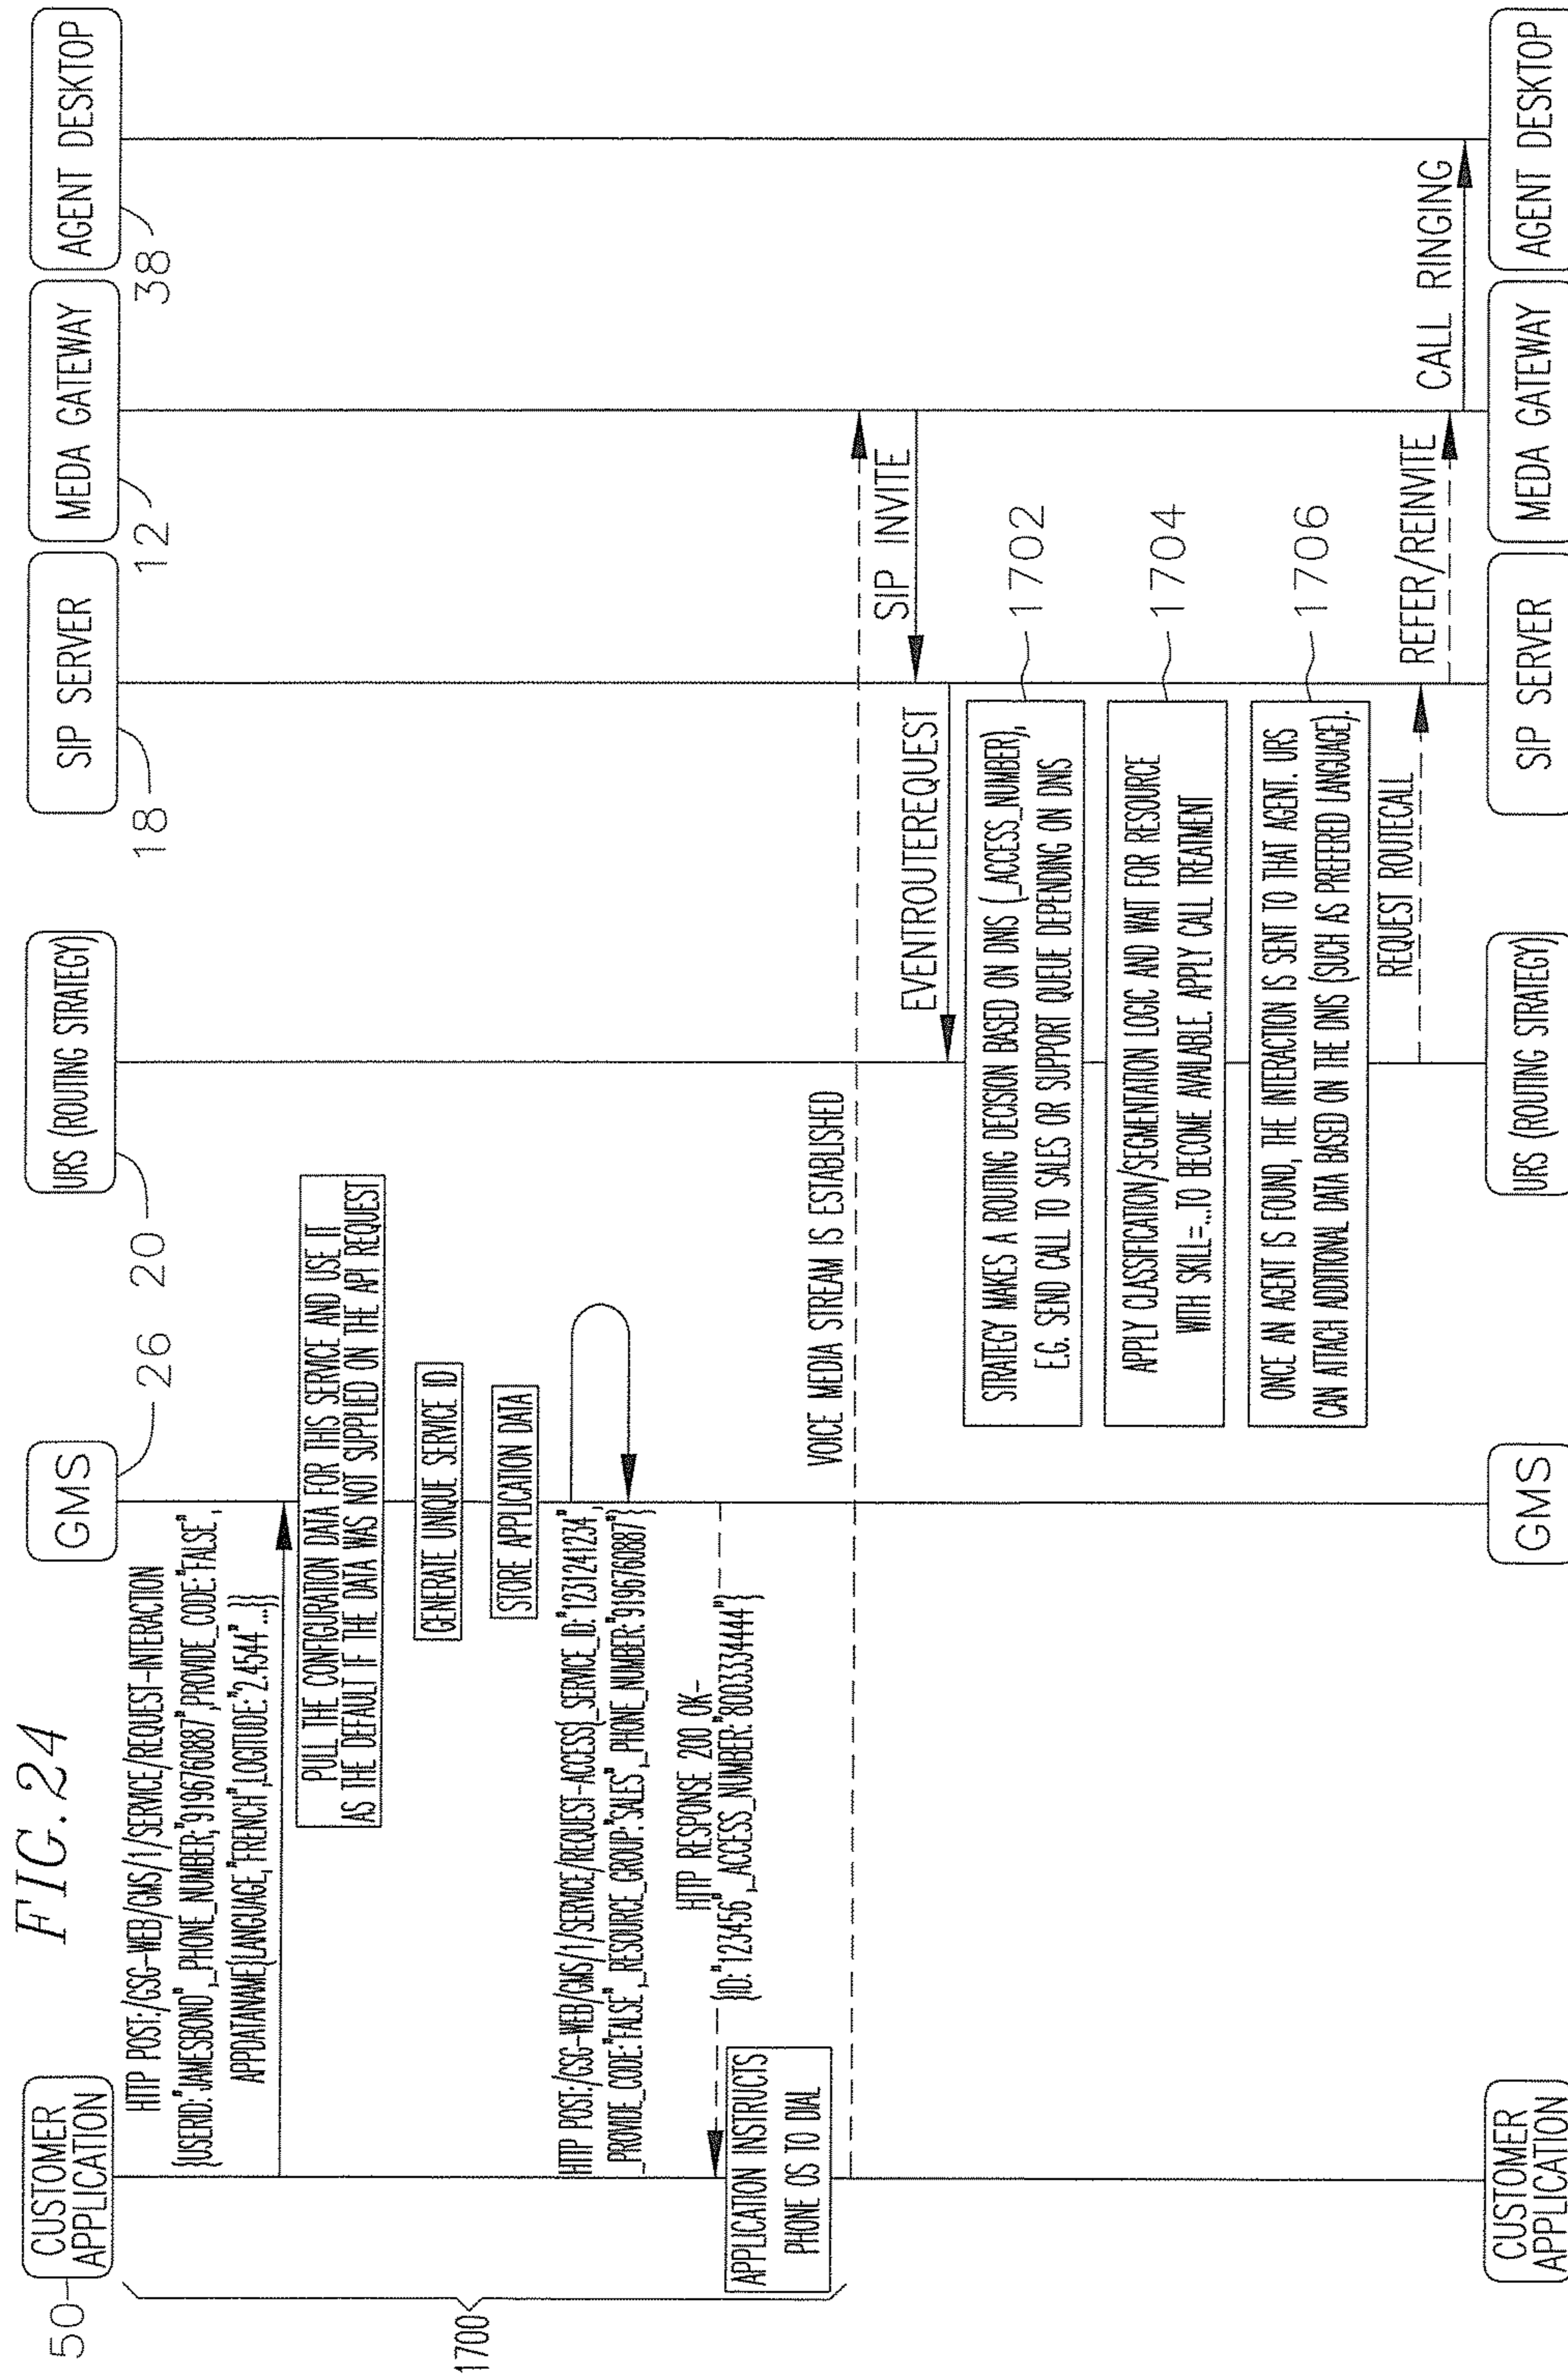 FIG.24
50
CUSTOMER
APPLICATION
GMS
26
URS (ROUTING STRATEGY)
20
SIP SERVER
18
MEDA GATEWAY
12
AGENT DESKTOP
38
HTTP POST:/GSG-WEB/GMS/1/SERVICE/REQUEST-INTERACTION
{USERID:"JAMESBOND",_PHONE_NUMBER;"919676087",PROVIDE_CODE:"FALSE",
APPDATANAME}LANGUAGE,"FRENCH",LOGITUDE:"2.4544"...}}
PULL THE CONFIGURATION DATA FOR THIS SERVICE AND USE IT
AS THE DEFAULT IF THE DATA WAS NOT SUPPLIED ON THE API REQUEST
GENERATE UNIQUE SERVICE ID
STORE APPLICATION DATA
HTTP POST:/GSG-WEB/GMS/1/SERVICE/REQUEST-ACCESS{_SERVICE_ID:"1231241234",
_PROVIDE_CODE:"FALSE",_RESOURCE_GROUP:"SALES",_PHONE_NUMBER:"919676087"}
HTTP RESPONSE 200 OK-
{ID:"123456",_ACCESS_NUMBER:"8003334444"}
APPLICATION INSTRUCTS
PHONE OS TO DIAL
1700
VOICE MEDIA STREAM IS ESTABLISHED
SIP INVITE
EVENTROUTEREQUEST
STRATEGY MAKES A ROUTING DECISION BASED ON DNIS (_ACCESS_NUMBER),
E.G. SEND CALL TO SALES OR SUPPORT QUEUE DEPENDING ON DNIS
1702
APPLY CLASSIFICATION/SEGMENTATION LOGIC AND WAIT FOR RESOURCE
WITH SKILL=...TO BECOME AVAILABLE. APPLY CALL TREATMENT
1704
ONCE AN AGENT IS FOUND, THE INTERACTION IS SENT TO THAT AGENT. URS
CAN ATTACH ADDITIONAL DATA BASED ON THE DNIS (SUCH AS PREFERED LANGUAGE).
1706
REQUEST ROUTECALL
REFER/REINVITE
CALL RINGING
CUSTOMER
APPLICATION
GMS
URS (ROUTING STRATEGY)
SIP SERVER
MEDA GATEWAY
AGENT DESKTOP